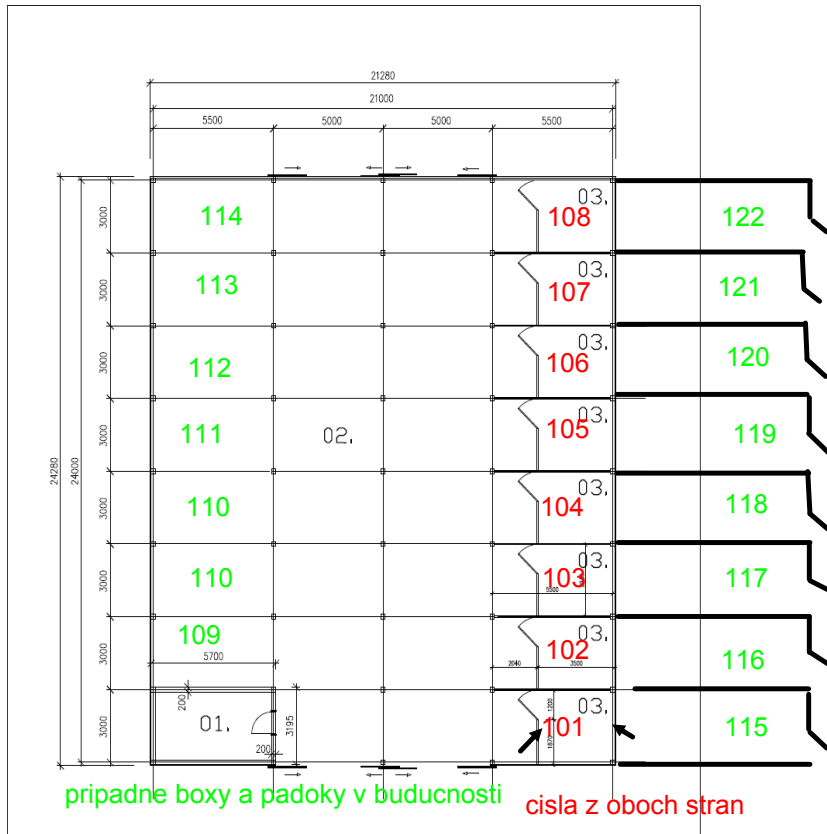 21280
21000
5500 5000 5000 5500
24280
24000
3000
3000
3000
3000
3000
3000
3000
3000
114 03. 108 122
113 03. 107 121
112 03. 106 120
111 02. 03. 105 119
110 03. 104 118
110 03. 103 117
5500
109 03. 102 116
5700 2040 3500
200 01. 200 3195 03. 101 1200 1870 115
pripadne boxy a padoky v buducnosti
cisla z oboch stran